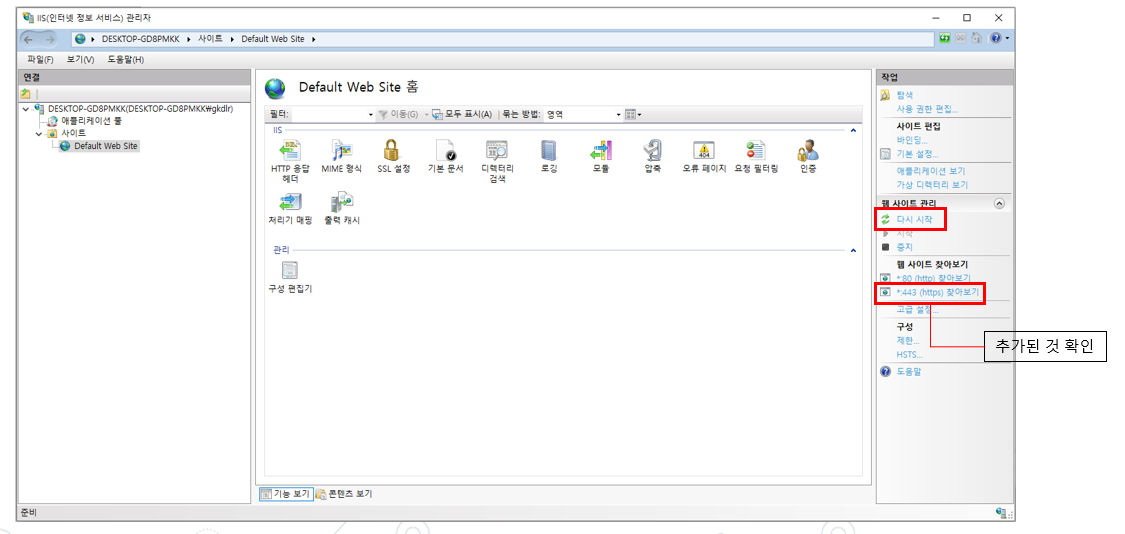 IIS(인터넷 정보 서비스) 관리자
DESKTOP-GD8PMKK ▸ 사이트 ▸ Default Web Site ▸
파일(F) 보기(V) 도움말(H)
연결
DESKTOP-GD8PMKK(DESKTOP-GD8PMKK₩gkdlr)
애플리케이션 풀
사이트
Default Web Site
Default Web Site 홈
필터: 이동(G) 모두 표시(A) 묶는 방법: 영역
IIS
HTTP 응답 헤더
MIME 형식
SSL 설정
기본 문서
디렉터리 검색
로깅
모듈
압축
404
오류 페이지
요청 필터링
인증
처리기 매핑
출력 캐시
관리
구성 편집기
기능 보기 콘텐츠 보기
작업
탐색
사용 권한 편집...
사이트 편집
바인딩...
기본 설정...
애플리케이션 보기
가상 디렉터리 보기
웹 사이트 관리
다시 시작
시작
중지
웹 사이트 찾아보기
*:80 (http) 찾아보기
*:443 (https) 찾아보기
고급 설정...
구성
제한...
HSTS...
도움말
추가된 것 확인
준비